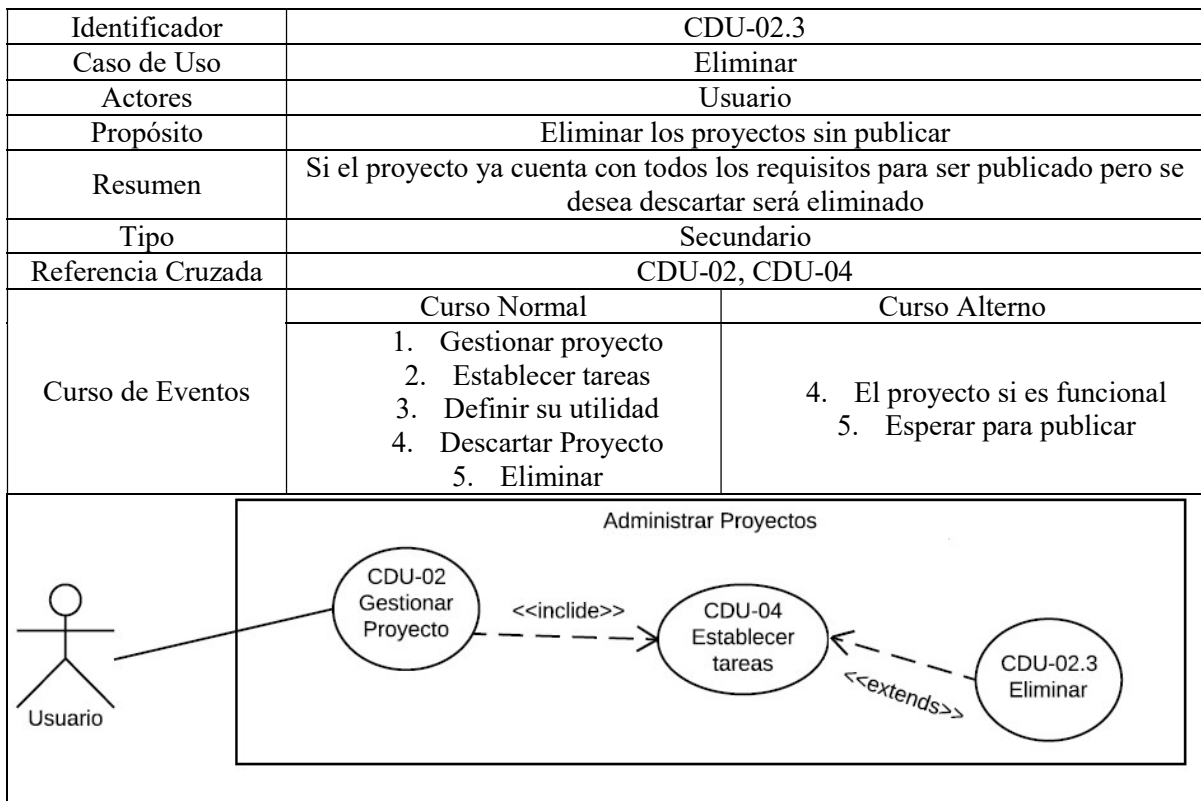 Identificador CDU-02.3
Caso de Uso Eliminar
Actores Usuario
Propósito Eliminar los proyectos sin publicar
Resumen Si el proyecto ya cuenta con todos los requisitos para ser publicado pero se
desea descartar será eliminado
Tipo Secundario
Referencia Cruzada CDU-02, CDU-04
Curso de Eventos
Curso Normal
1. Gestionar proyecto
2. Establecer tareas
3. Definir su utilidad
4. Descartar Proyecto
5. Eliminar
Curso Alterno
4. El proyecto si es funcional
5. Esperar para publicar
Administrar Proyectos
Usuario
CDU-02
Gestionar
Proyecto
<<inclide>>
CDU-04
Establecer
tareas
<<extends>>
CDU-02.3
Eliminar